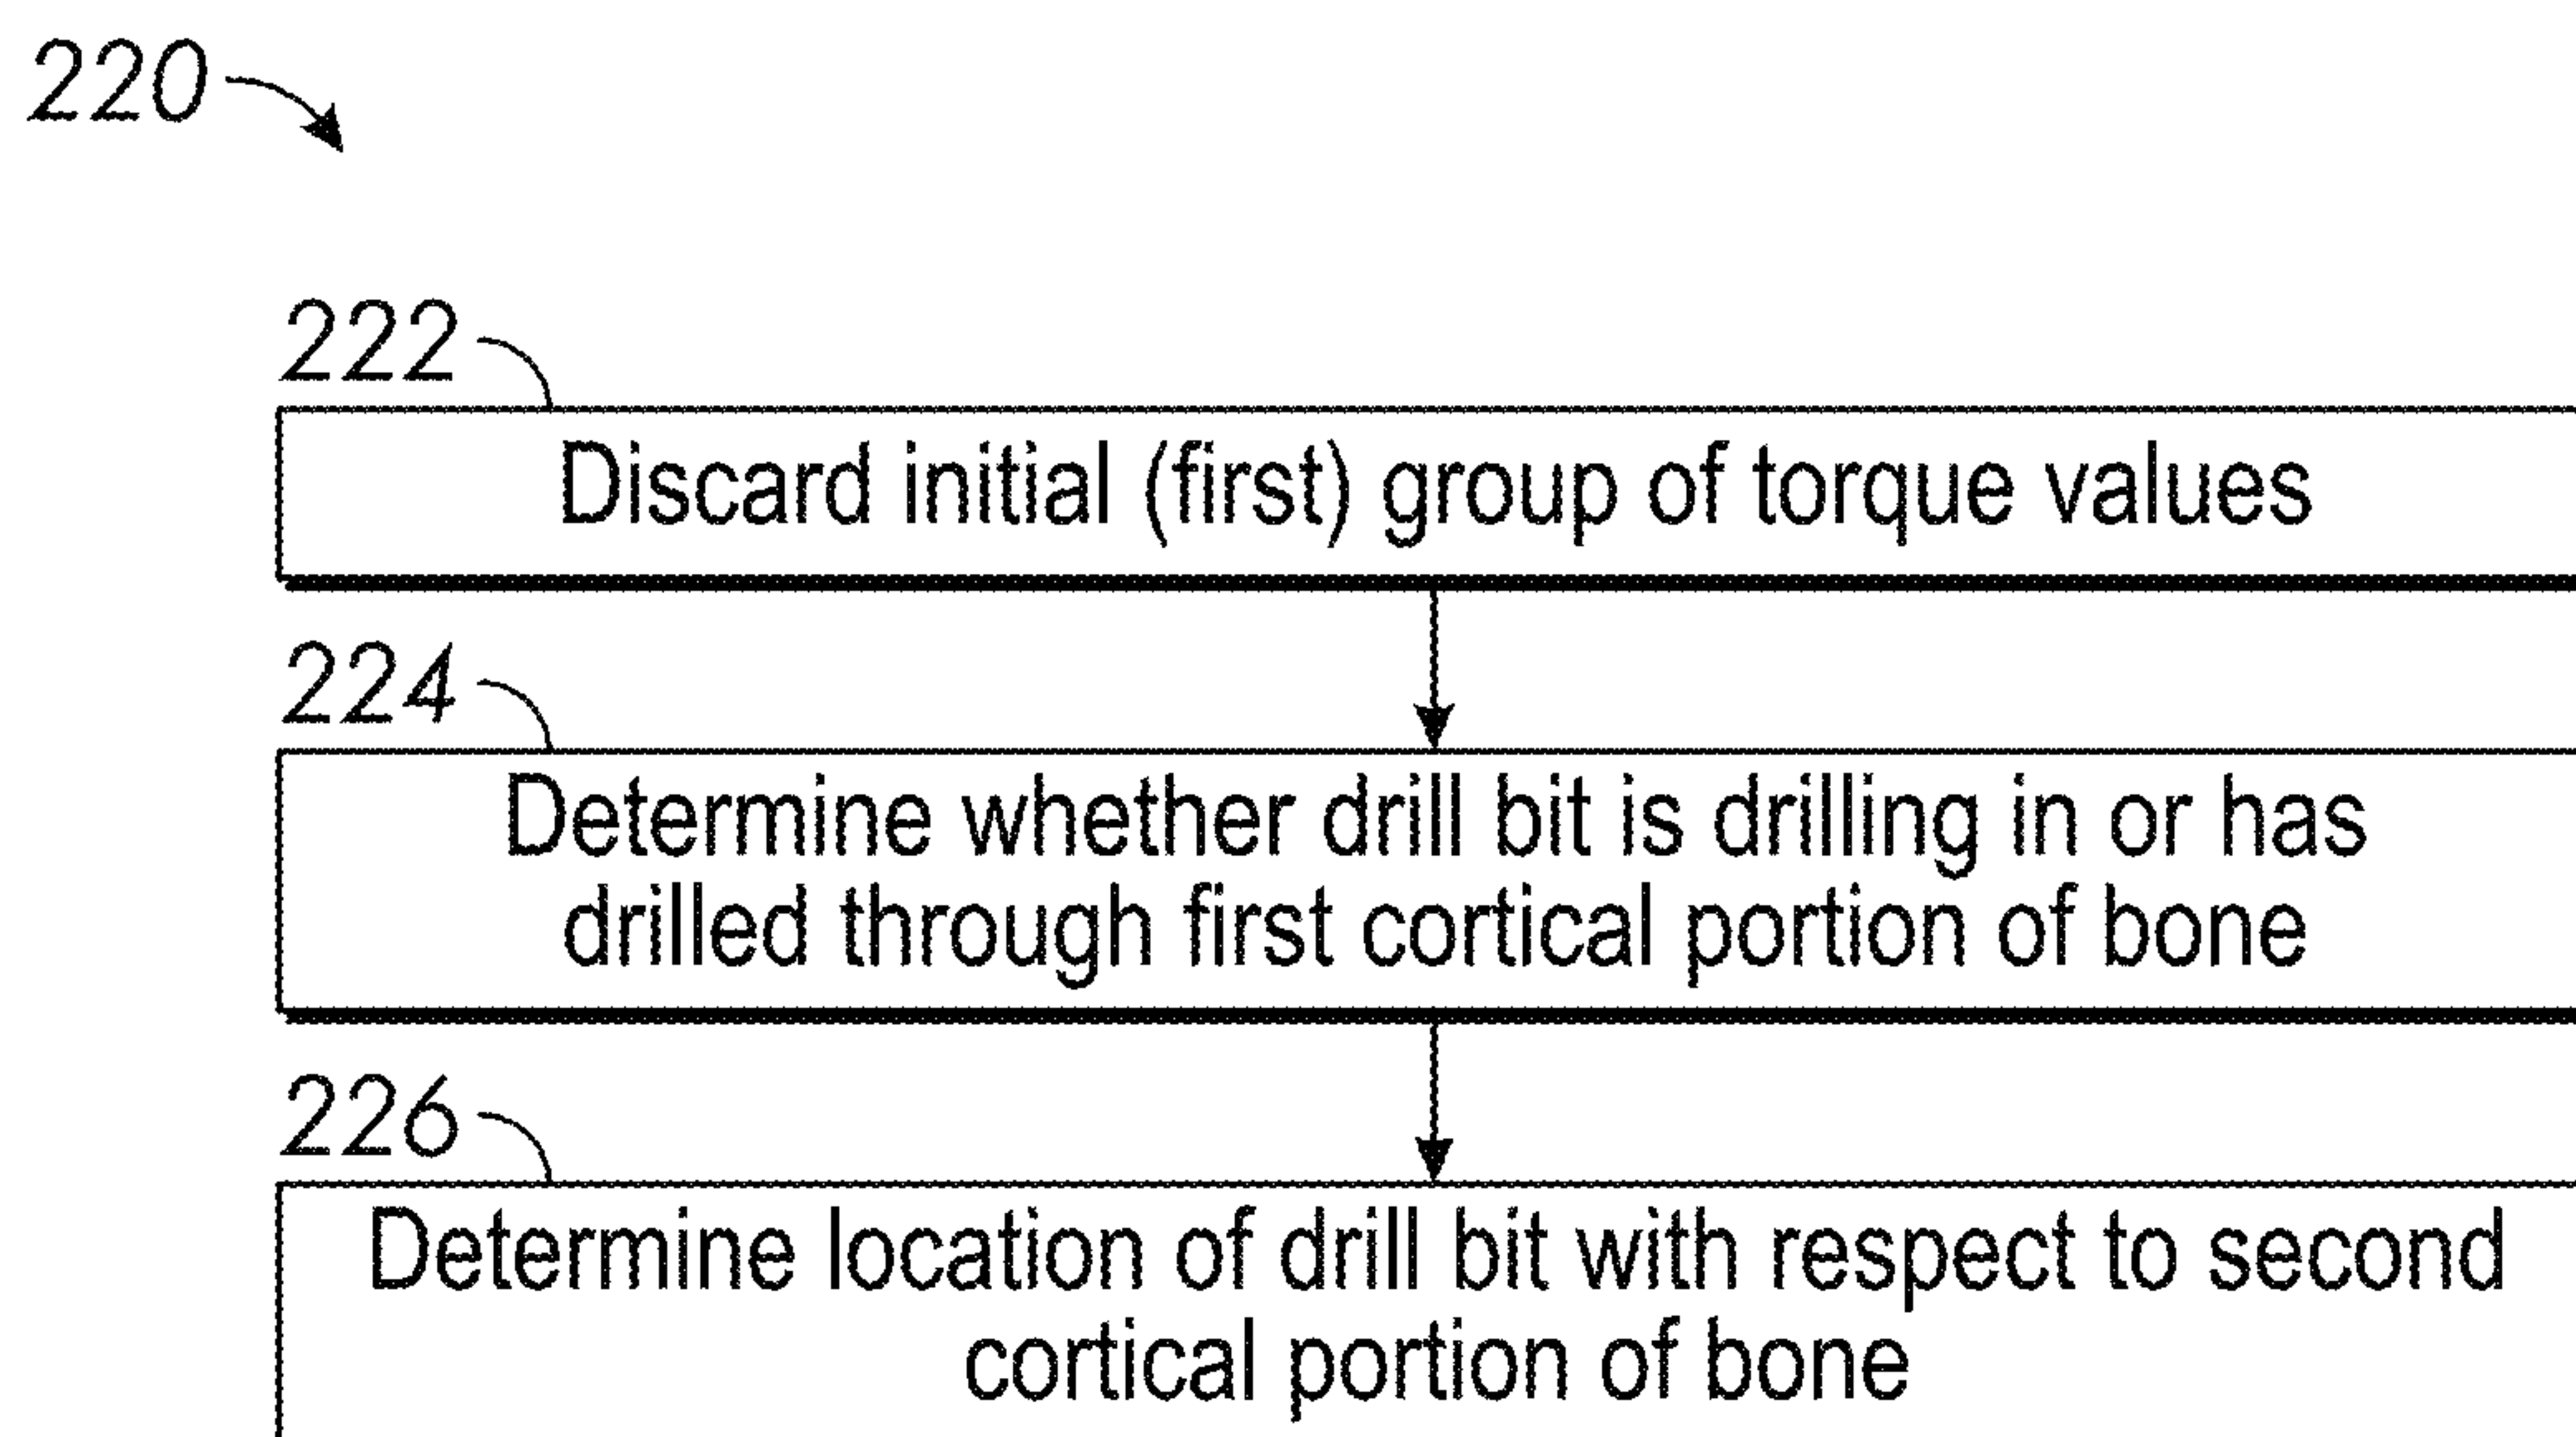 220
222
Discard initial (first) group of torque values
224
Determine whether drill bit is drilling in or has
drilled through first cortical portion of bone
226
Determine location of drill bit with respect to second
cortical portion of bone